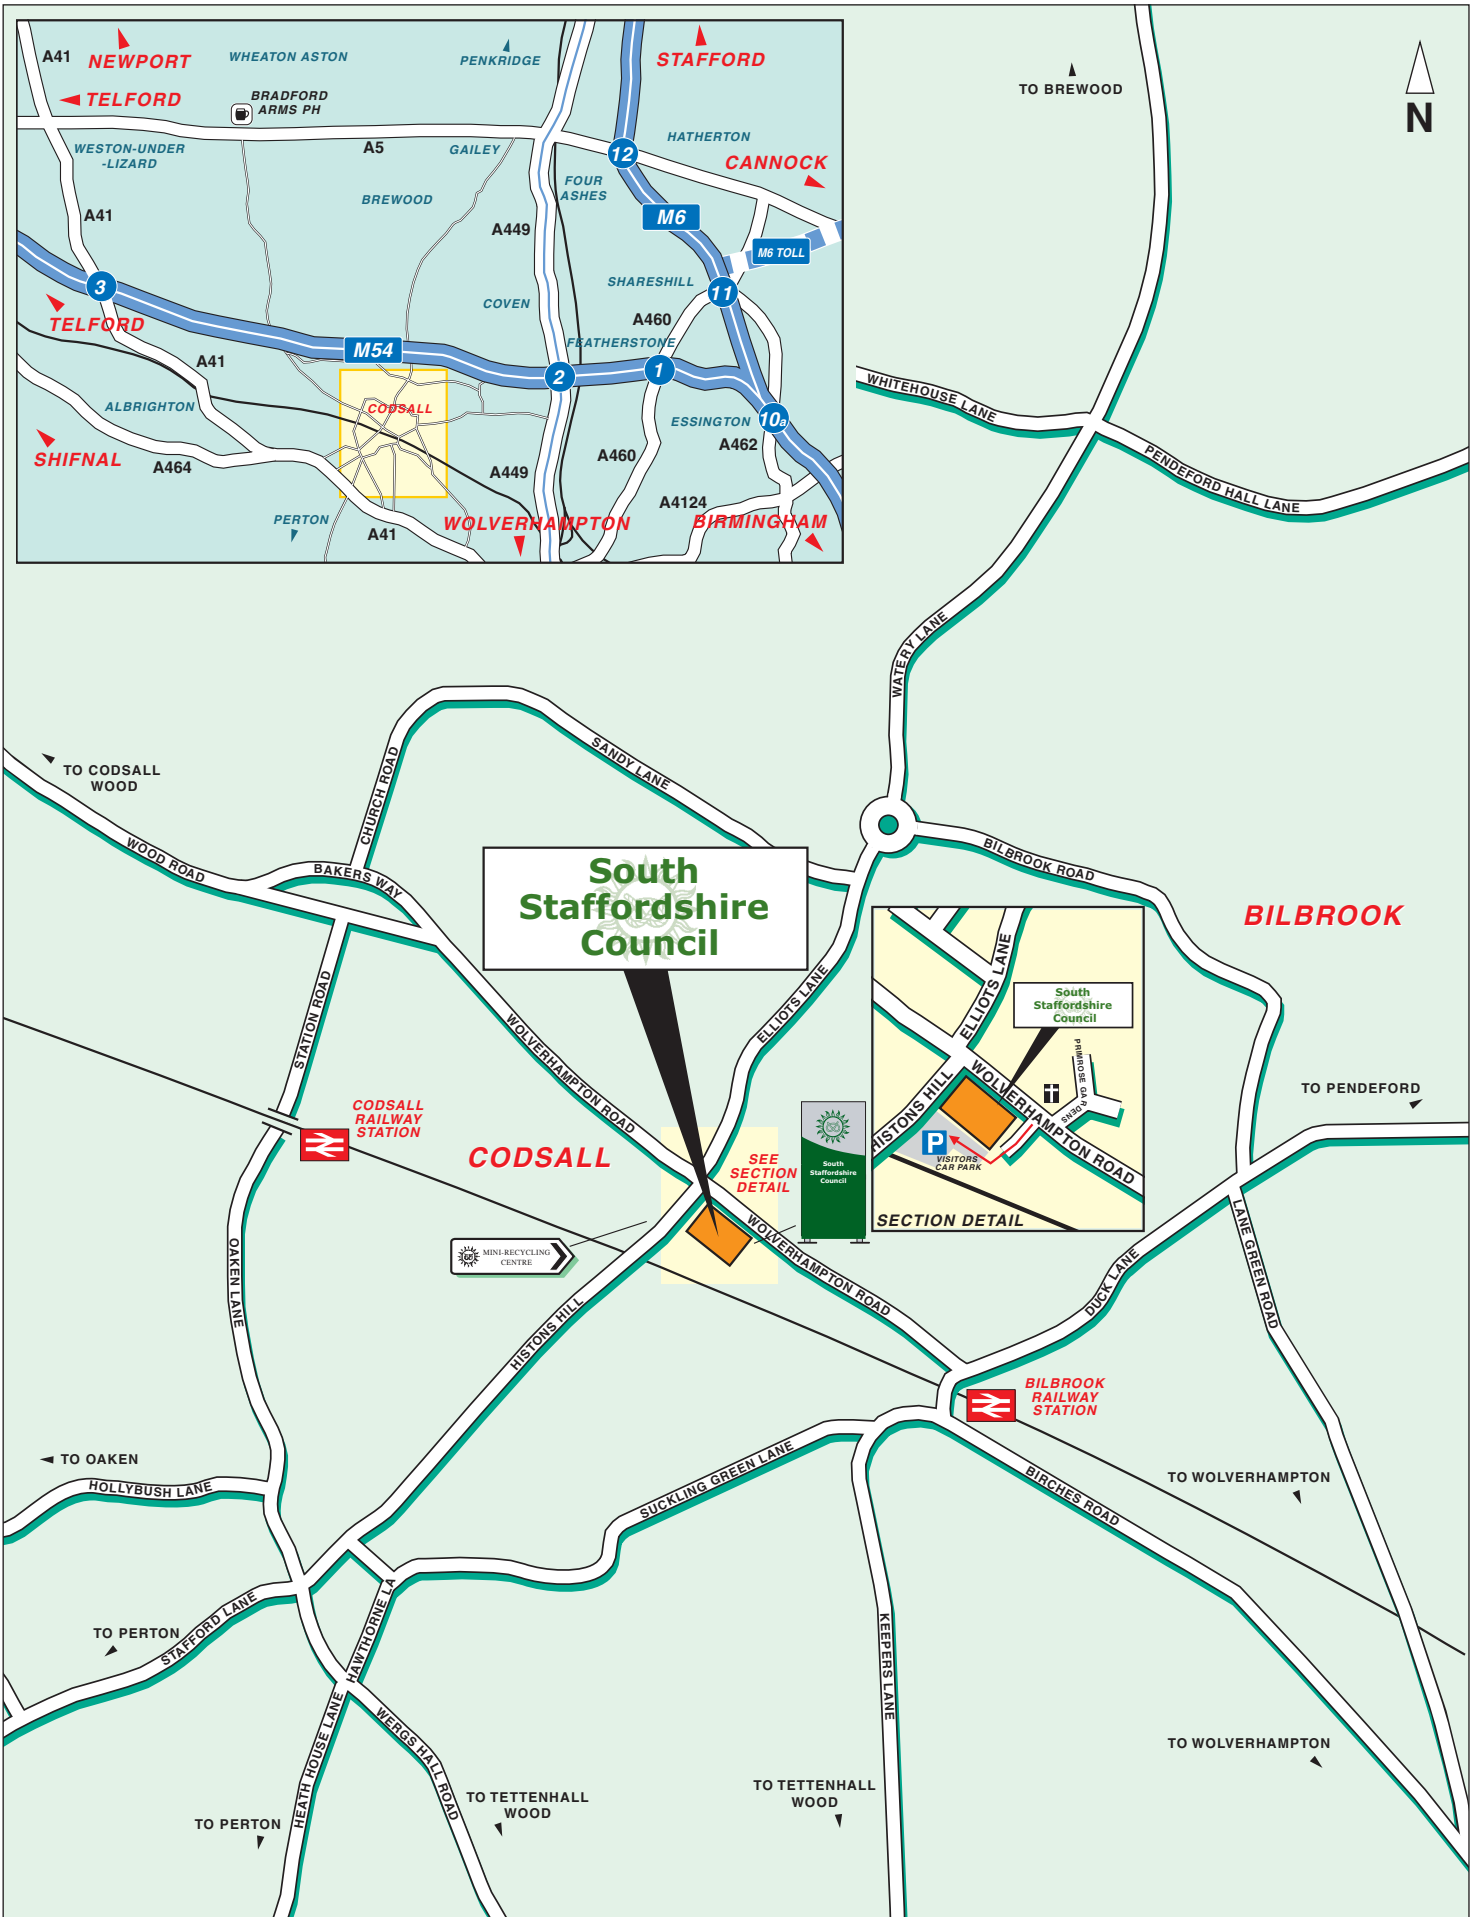 A41
NEWPORT
WHEATON ASTON
PENKRIDGE
STAFFORD
TELFORD
BRADFORD
ARMS PH
WESTON-UNDER
-LIZARD
A5
GAILEY
12
HATHERTON
CANNOCK
FOUR
ASHES
BREWOOD
A41
A449
M6
M6 TOLL
3
SHARESHILL
11
COVEN
TELFORD
A460
FEATHERSTONE
M54
A41
2
1
ALBRIGHTON
CODSALL
ESSINGTON
10a
A462
SHIFNAL
A464
A449
A460
A4124
PERTON
A41
WOLVERHAMPTON
BIRMINGHAM
TO BREWOOD
N
WHITEHOUSE LANE
PENDEFORD HALL LANE
WATERY LANE
TO CODSALL
WOOD
CHURCH ROAD
SANDY LANE
WOOD ROAD
BAKERS WAY
BILBROOK ROAD
South
Staffordshire
Council
BILBROOK
STATION ROAD
WOLVERHAMPTON ROAD
ELLIOTS LANE
ELLIOTS LANE
South
Staffordshire
Council
PRIMROSE GARDENS
HISTONS HILL
WOLVERHAMPTON ROAD
P
VISITORS
CAR PARK
SECTION DETAIL
TO PENDEFORD
CODSALL
RAILWAY
STATION
CODSALL
SEE
SECTION
DETAIL
South
Staffordshire
Council
MINI-RECYCLING
CENTRE
OAKEN LANE
WOLVERHAMPTON ROAD
HISTONS HILL
DUCK LANE
LANE GREEN ROAD
BILBROOK
RAILWAY
STATION
TO OAKEN
HOLLYBUSH LANE
SUCKLING GREEN LANE
BIRCHES ROAD
TO WOLVERHAMPTON
TO PERTON
STAFFORD LANE
HAWTHORNE LA
KEEPERS LANE
HEATH HOUSE LANE
WERGS HALL ROAD
TO WOLVERHAMPTON
TO PERTON
TO TETTENHALL
WOOD
TO TETTENHALL
WOOD